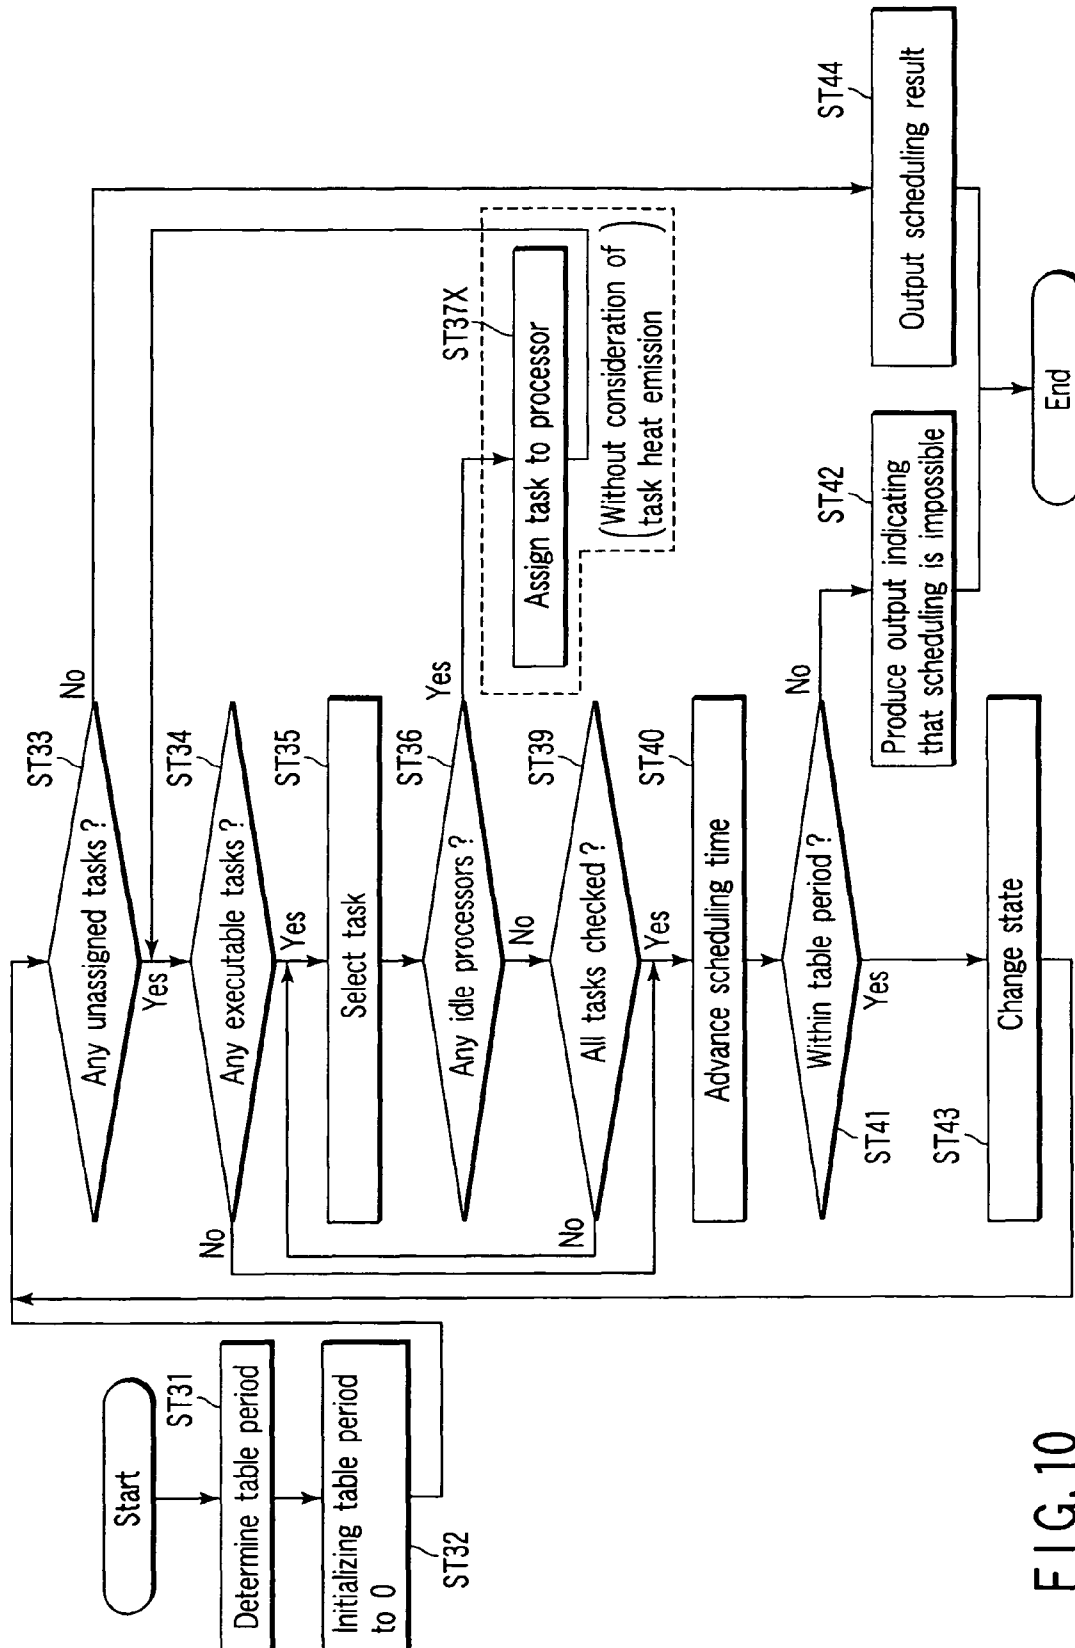 Start
ST31
Determine table period
Initializing table period
to 0
ST32
ST33
Any unassigned tasks ?
No
Yes
ST34
Any executable tasks ?
No
Yes
ST35
Select task
ST36
Any idle processors ?
Yes
No
ST37X
Assign task to processor
(Without consideration of
task heat emission)
ST39
All tasks checked ?
No
Yes
ST40
Advance scheduling time
Within table period ?
ST41
No
Yes
ST42
Produce output indicating
that scheduling is impossible
ST43
Change state
ST44
Output scheduling result
End
FIG. 10